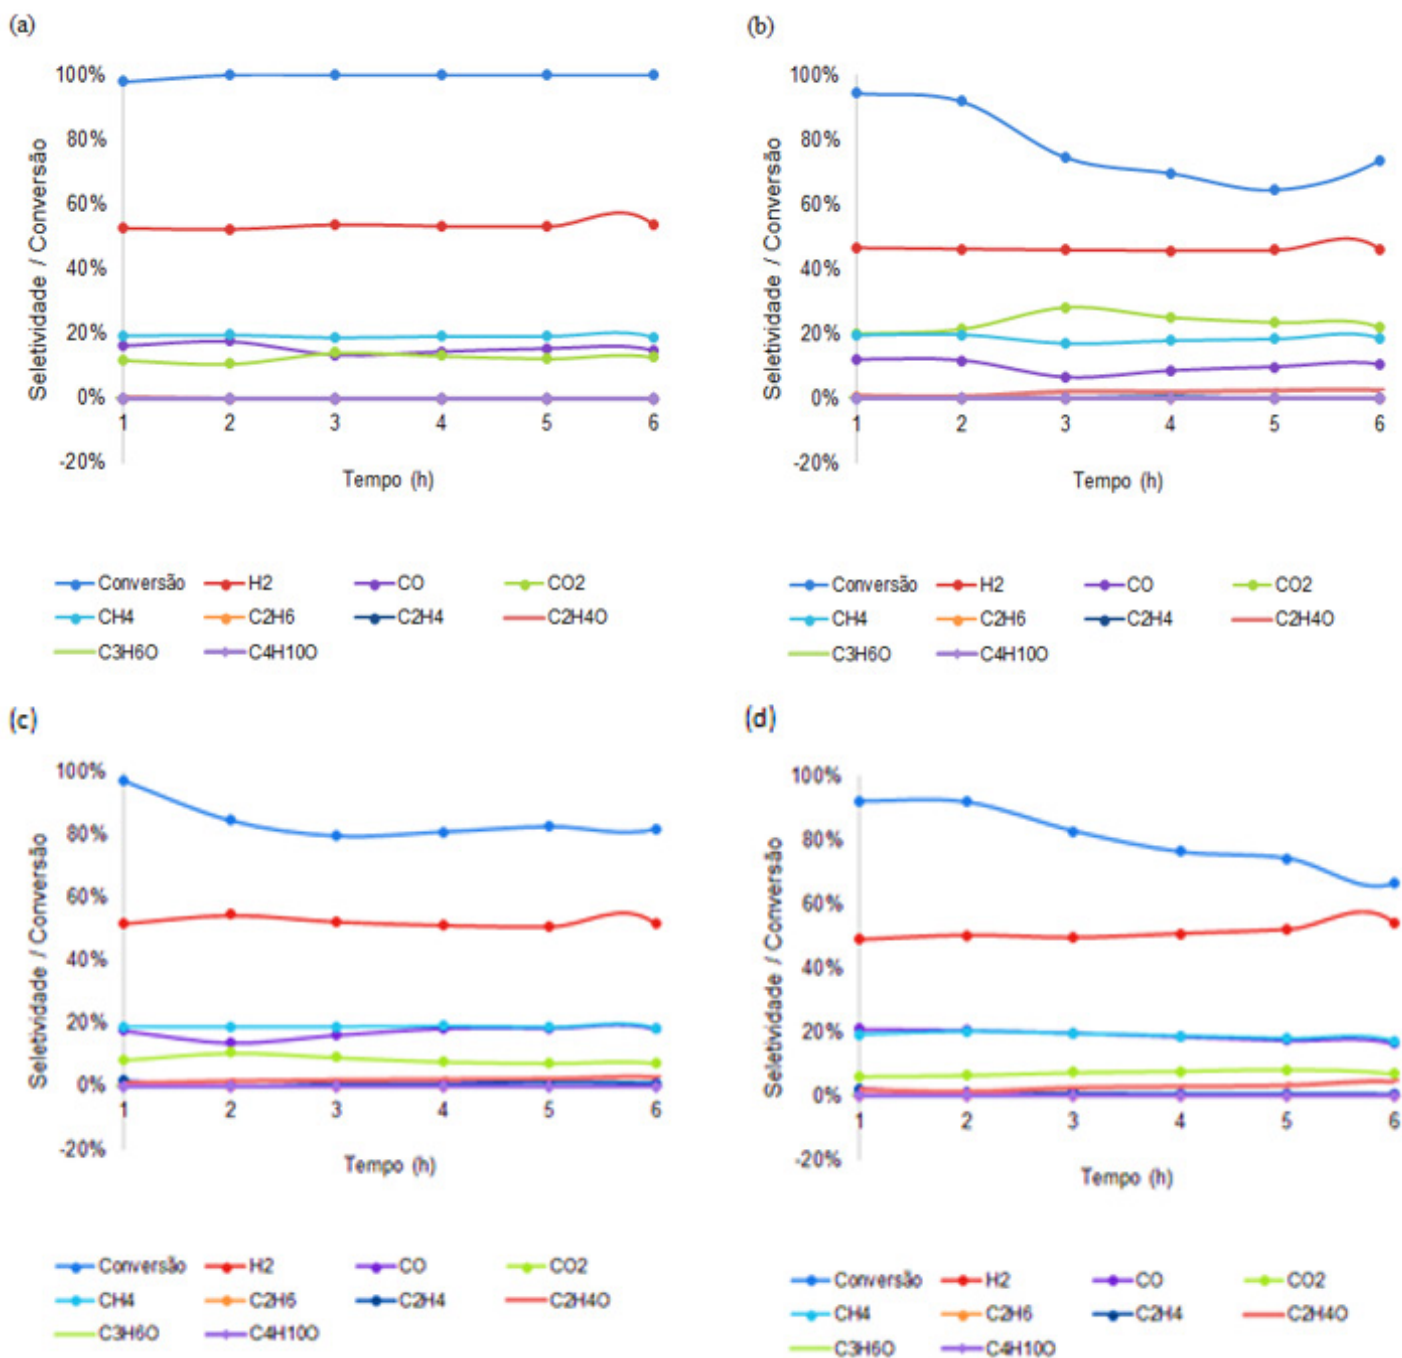 (a)
100%
80%
60%
40%
20%
0%
-20%
Seletividade / Conversão
1 2 3 4 5 6
Tempo (h)
Conversão H2 CO CO2
CH4 C2H6 C2H4 C2H4O
C3H6O C4H10O
(b)
100%
80%
60%
40%
20%
0%
-20%
Seletividade / Conversão
1 2 3 4 5 6
Tempo (h)
Conversão H2 CO CO2
CH4 C2H6 C2H4 C2H4O
C3H6O C4H10O
(c)
100%
80%
60%
40%
20%
0%
-20%
Seletividade / Conversão
1 2 3 4 5 6
Tempo (h)
Conversão H2 CO CO2
CH4 C2H6 C2H4 C2H4O
C3H6O C4H10O
(d)
100%
80%
60%
40%
20%
0%
-20%
Seletividade / Conversão
1 2 3 4 5 6
Tempo (h)
Conversão H2 CO CO2
CH4 C2H6 C2H4 C2H4O
C3H6O C4H10O